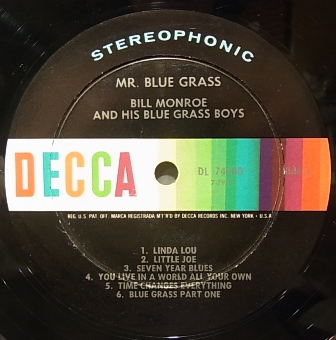 STEREOPHONIC
MR. BLUE GRASS
BILL MONROE
AND HIS BLUE GRASS BOYS
DECCA
DL
REG. U.S. PAT. OFF. MARCA REGISTRADA M'F'R'D BY DECCA RECORDS INC. NEW YORK • U.S.A
1. LINDA LOU
2. LITTLE JOE
3. SEVEN YEAR BLUES
4. YOU LIVE IN A WORLD ALL YOUR OWN
5. TIME CHANGES EVERYTHING
6. BLUE GRASS PART ONE